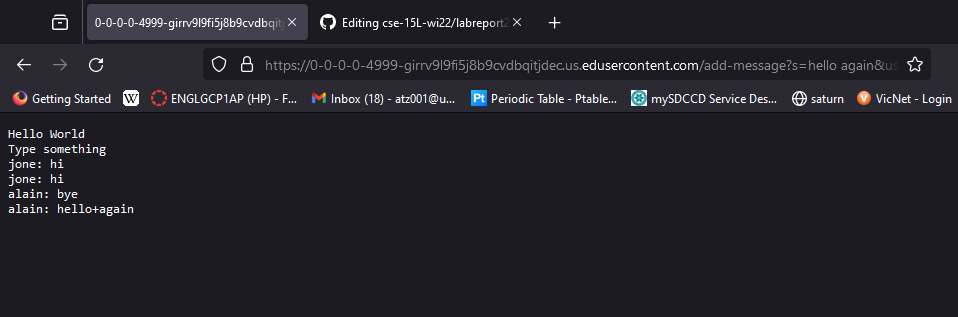 0-0-0-0-4999-girrv9l9fi5j8b9cvdbqitjdec
Editing cse-15L-wi22/labreport2
https://0-0-0-0-4999-girrv9l9fi5j8b9cvdbqitjdec.us.edusercontent.com/add-message?s=hello again&us
Getting Started
W
ENGLGCP1AP (HP) - F...
Inbox (18) - atz001@u...
Pt
Periodic Table - Ptable...
mySDCCD Service Des...
saturn
V
VicNet - Login
Hello World
Type something
jone: hi
jone: hi
alain: bye
alain: hello+again